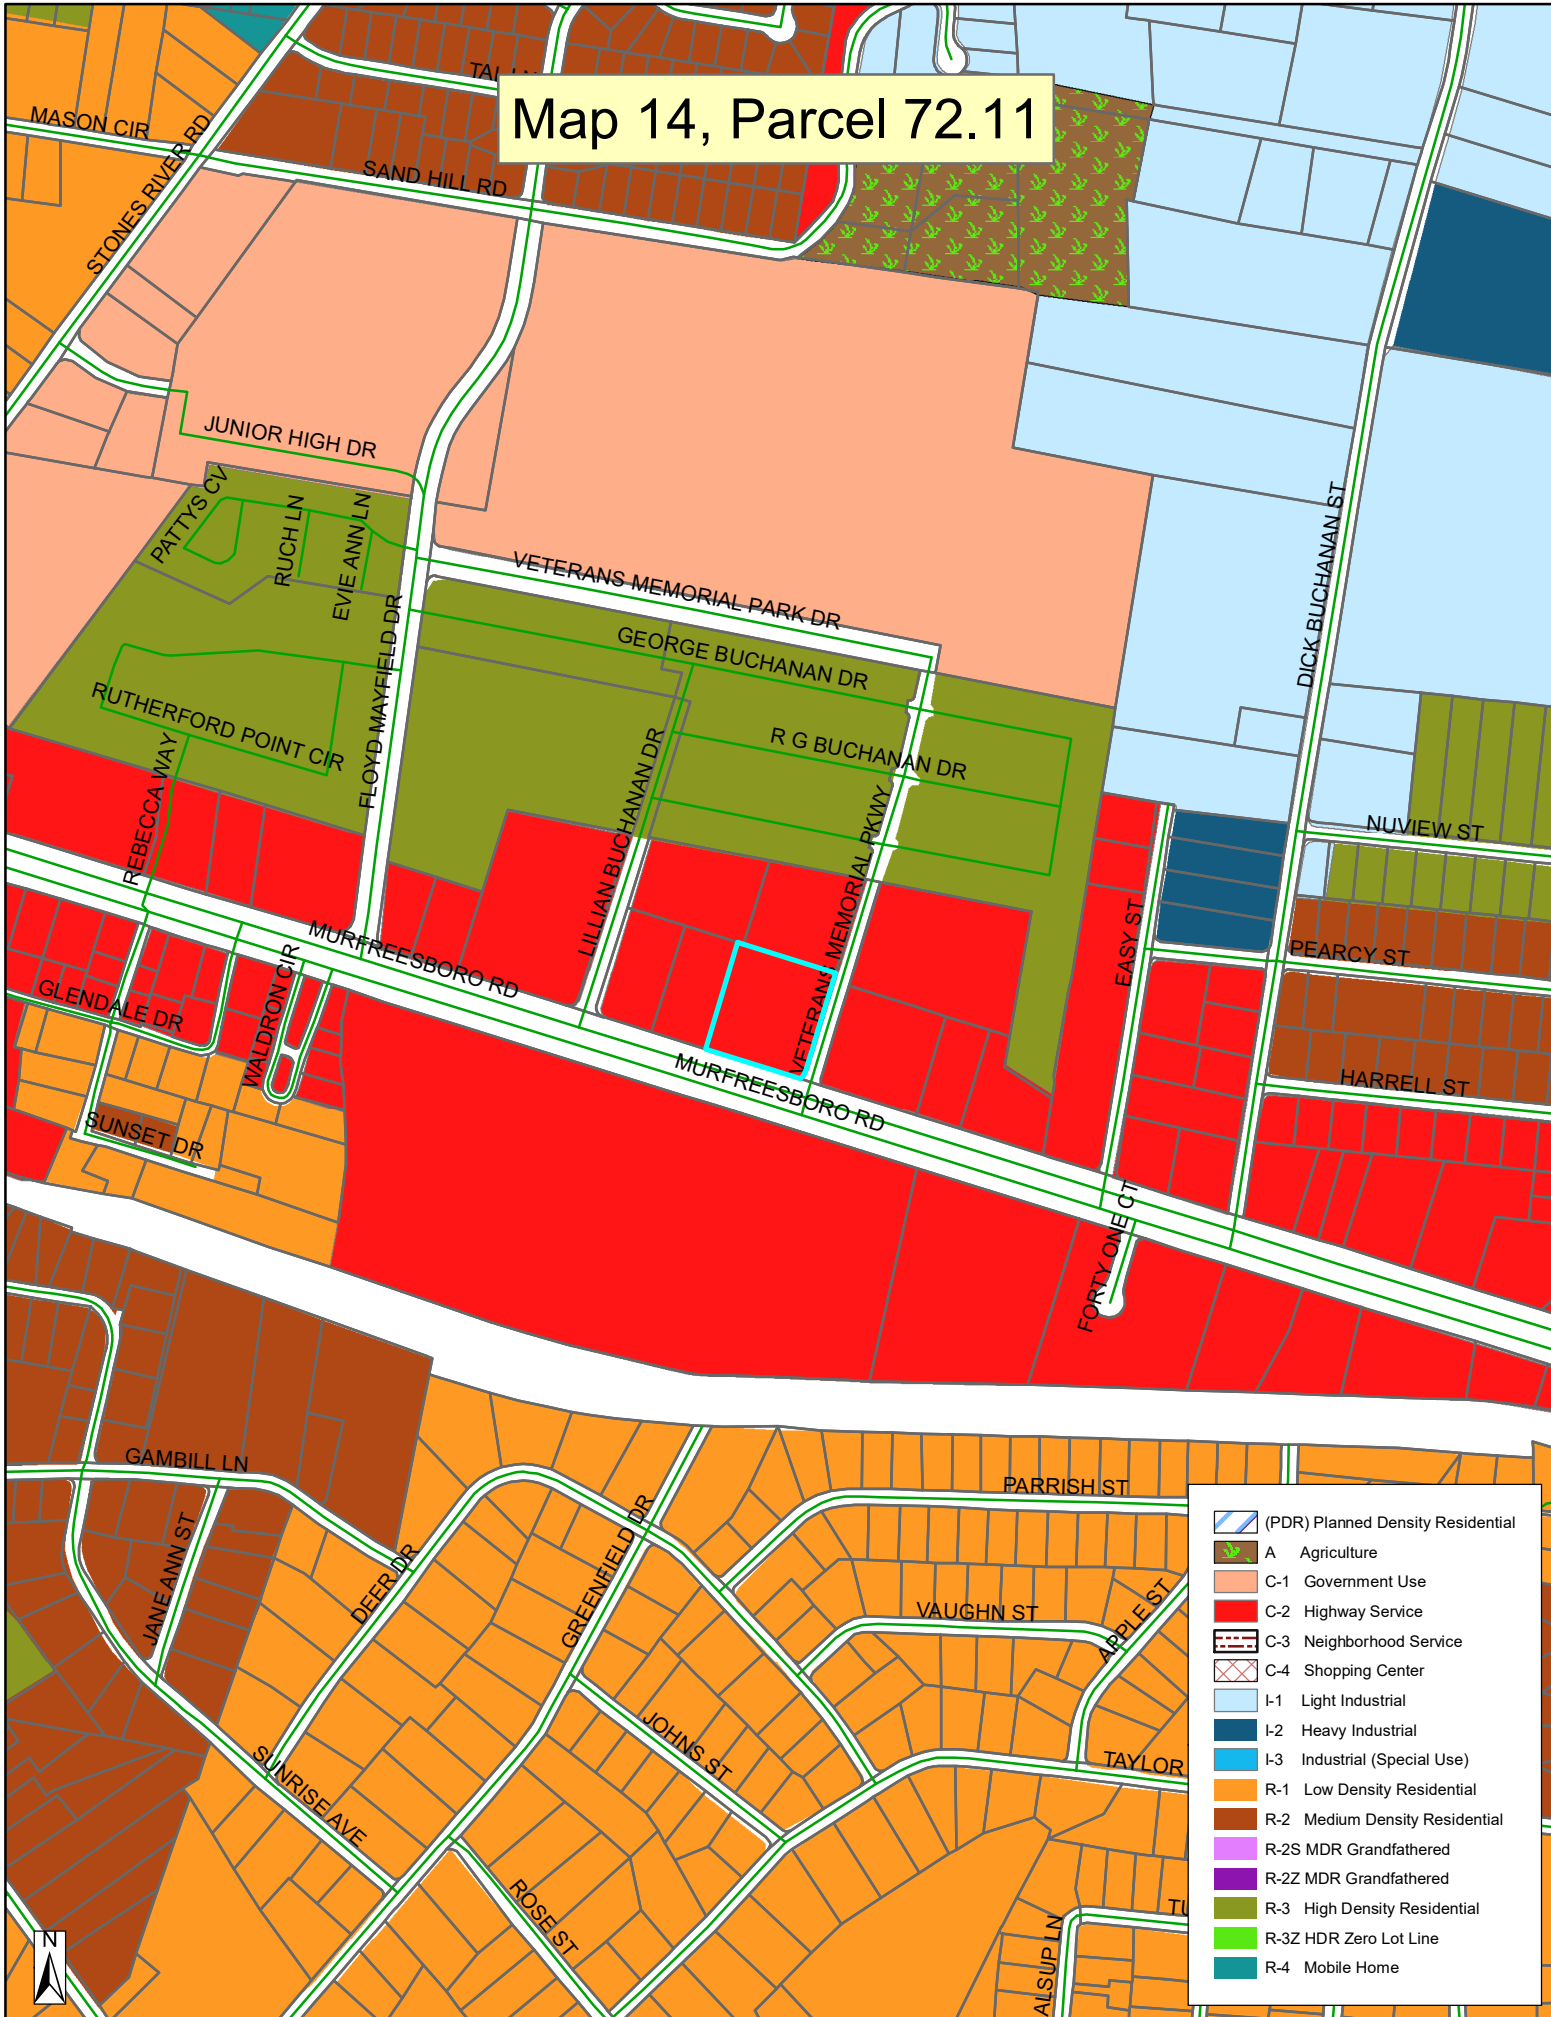 Map 14, Parcel 72.11
MASON CIR
STONES RIVER RD
SAND HILL RD
JUNIOR HIGH DR
PATTYS CV
RUCH LN
EVIE ANN LN
VETERANS MEMORIAL PARK DR
GEORGE BUCHANAN DR
R G BUCHANAN DR
DICK BUCHANAN ST
FLOYD MAYFIELD DR
RUTHERFORD POINT CIR
REBECCA WAY
LILLIAN BUCHANAN DR
VETERANS MEMORIAL PKWY
NUVIEW ST
EASY ST
PEARCY ST
HARRELL ST
MURFREESBORO RD
MURFREESBORO RD
GLENDALE DR
WALDRON CIR
SUNSET DR
FORTY ONE CT
GAMBILL LN
JANE ANN ST
DEER DR
GREENFIELD DR
PARRISH ST
VAUGHN ST
APPLE ST
JOHNS ST
TAYLOR
SUNRISE AVE
ROSE ST
ALSUP LN
N
(PDR) Planned Density Residential
A Agriculture
C-1 Government Use
C-2 Highway Service
C-3 Neighborhood Service
C-4 Shopping Center
I-1 Light Industrial
I-2 Heavy Industrial
I-3 Industrial (Special Use)
R-1 Low Density Residential
R-2 Medium Density Residential
R-2S MDR Grandfathered
R-2Z MDR Grandfathered
R-3 High Density Residential
R-3Z HDR Zero Lot Line
R-4 Mobile Home